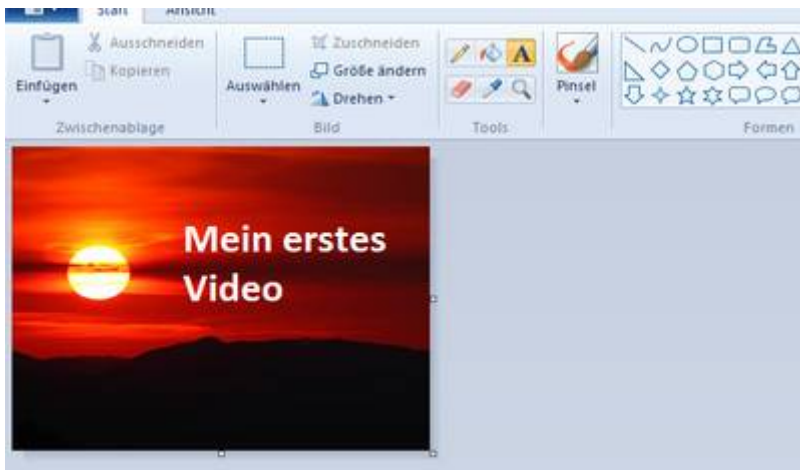 Start Ansicht
Ausschneiden
Kopieren
Einfügen
Zwischenablage
Zuschneiden
Größe ändern
Drehen
Auswählen
Bild
A
Tools
Pinsel
Formen
Mein erstes
Video